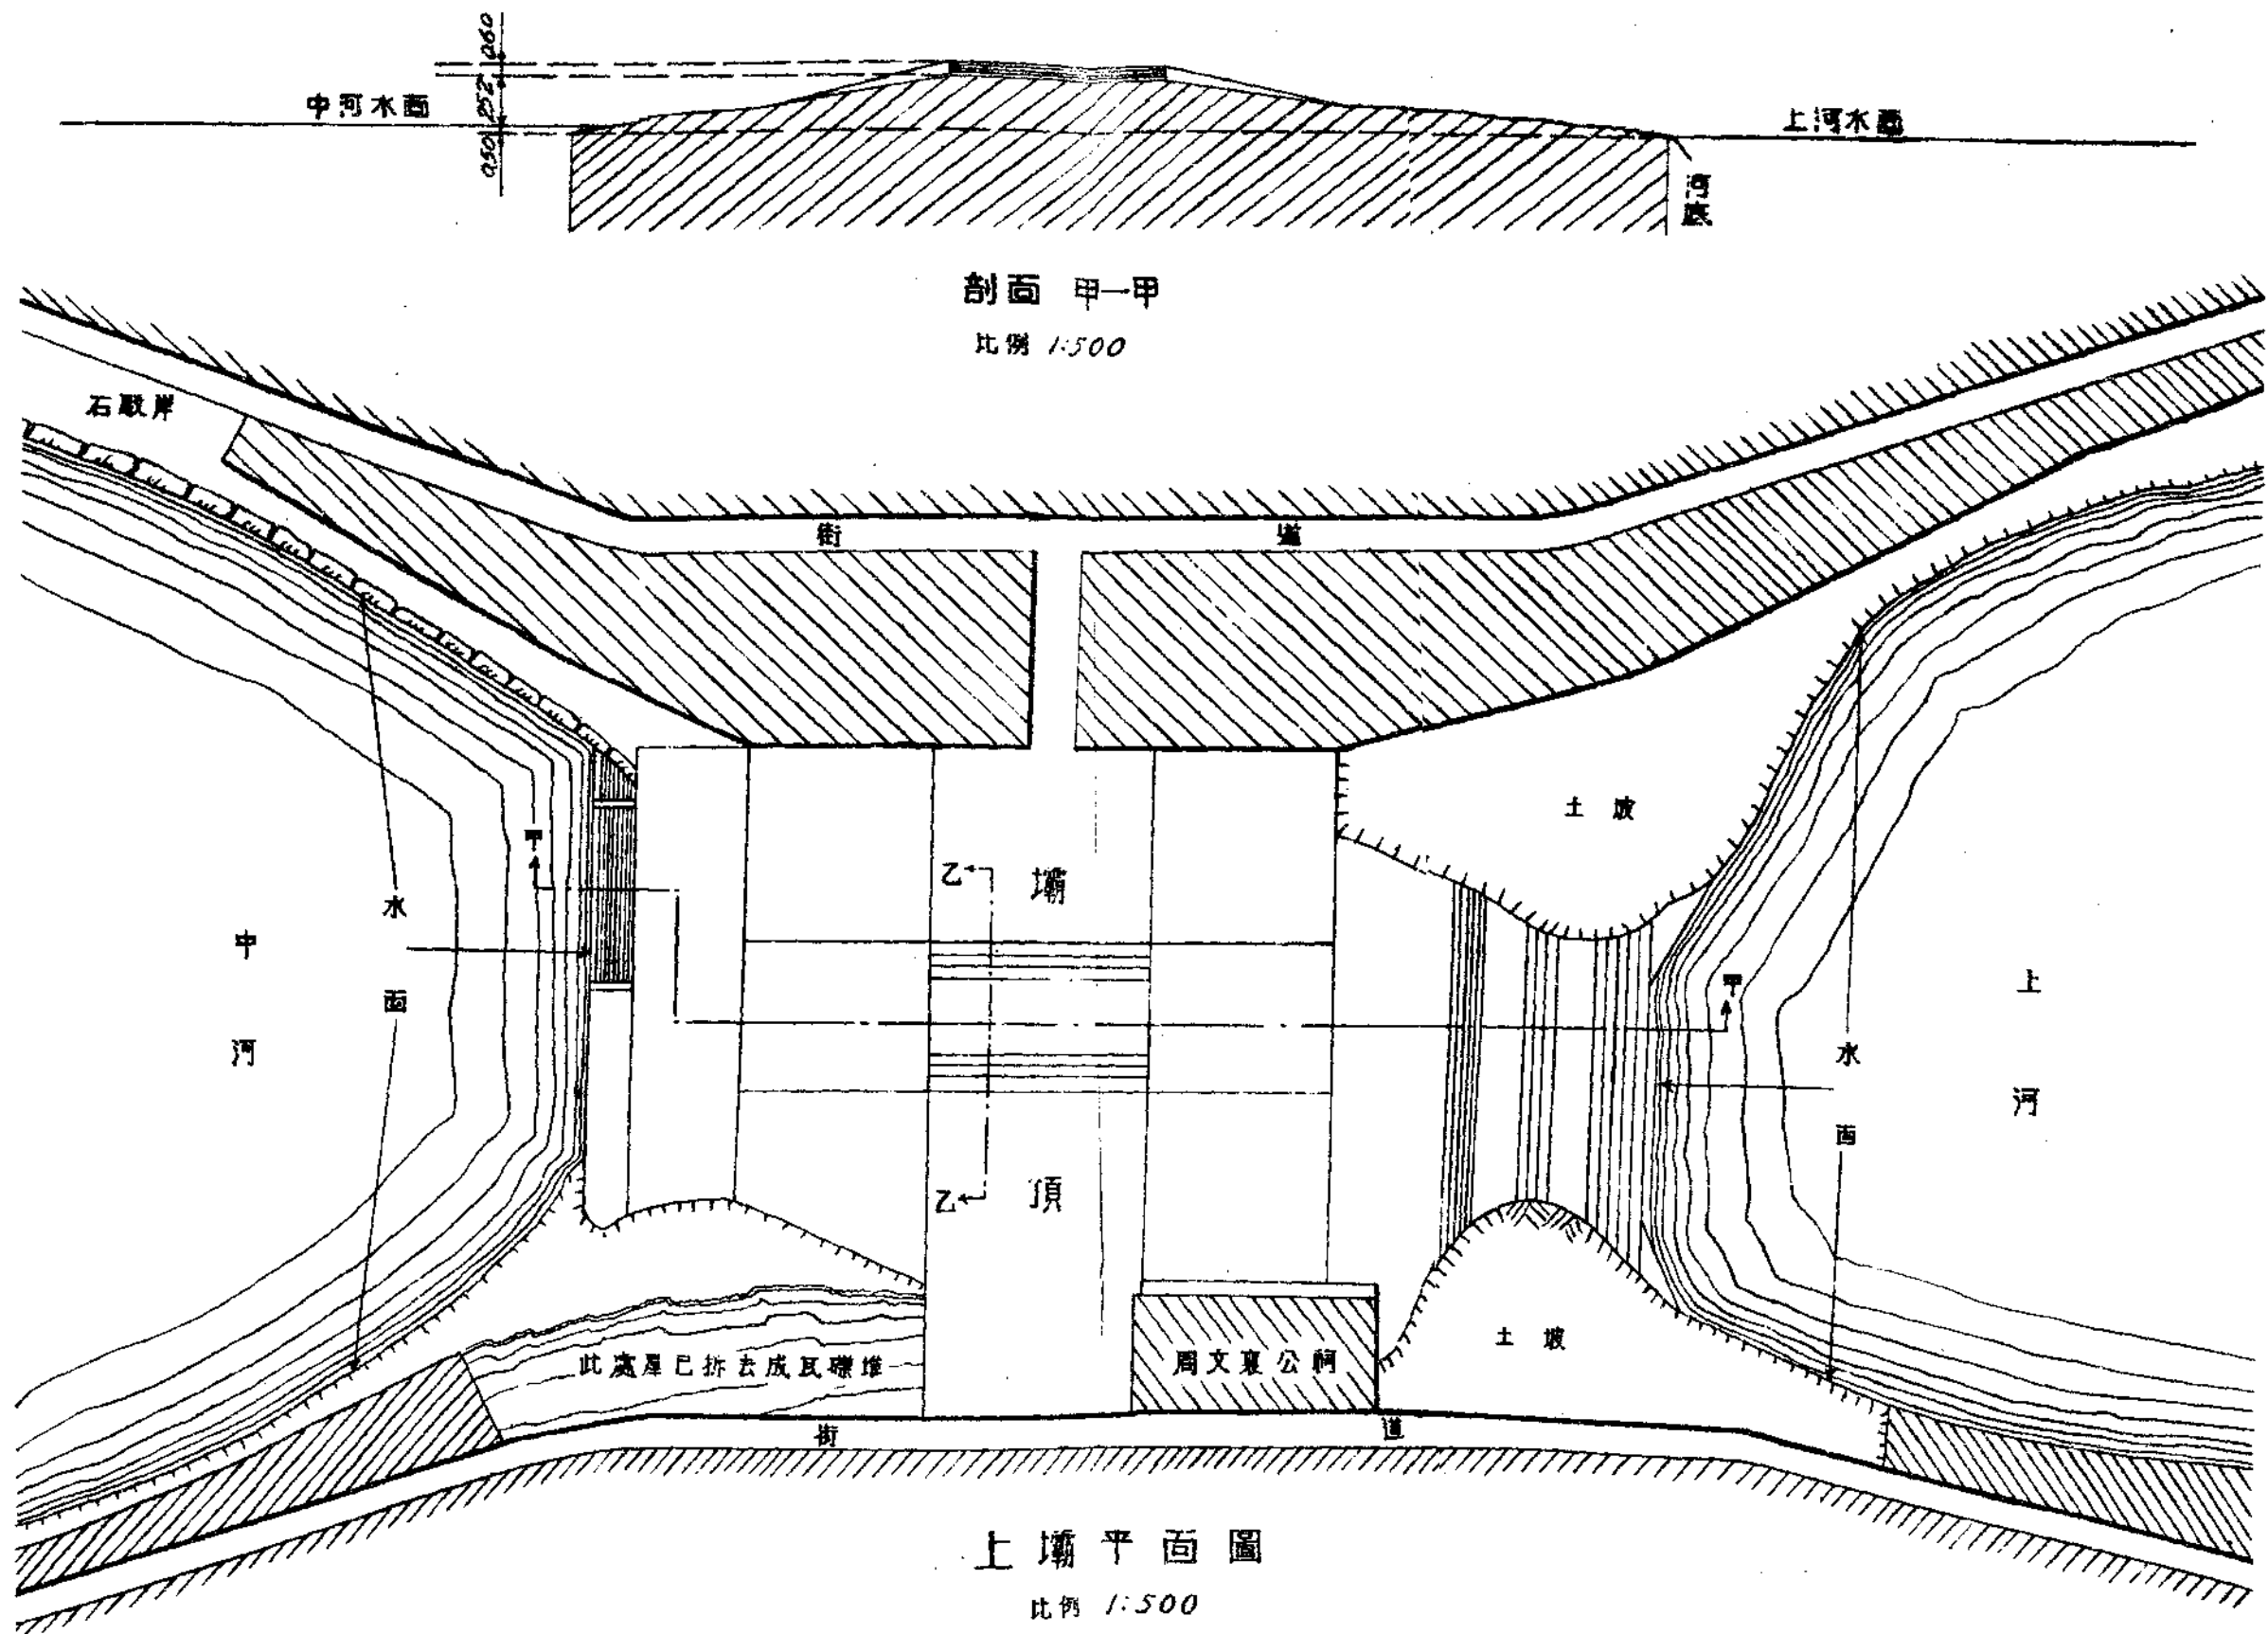 0.60
2.52
0.50
中河水面
上河水面
河底
剖面 甲—甲
比例 1:500
石駁岸
街 道
土坡
甲
乙
壩
水
中
面
河
甲
上
水
河
面
乙
頂
土坡
此處屋已拆去成瓦礫堆
周文襄公祠
街 道
上壩平面圖
比例 1:500